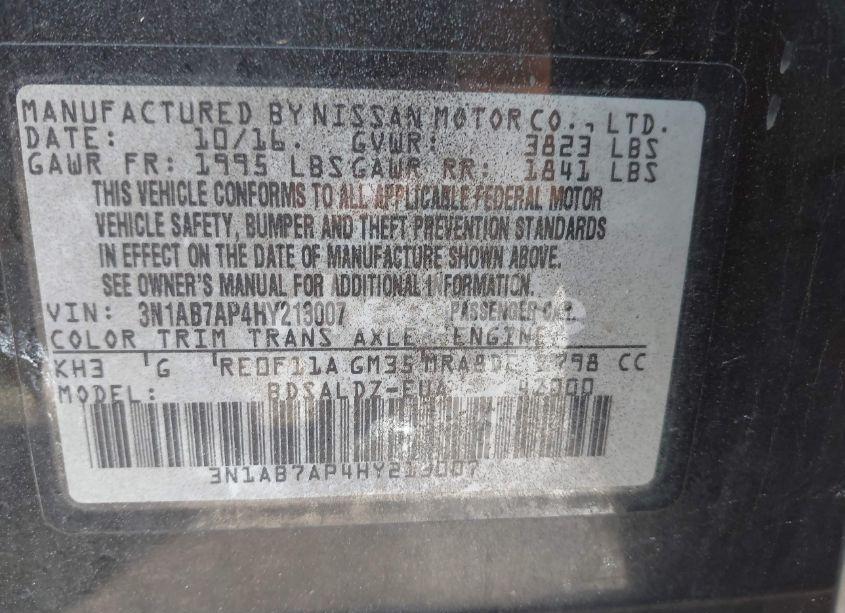 MANUFACTURED BY NISSAN MOTOR CO., LTD.
DATE: 10/16. GVWR: 3823 LBS
GAWR FR: 1995 LBS GAWR RR: 1841 LBS
THIS VEHICLE CONFORMS TO ALL APPLICABLE FEDERAL MOTOR
VEHICLE SAFETY, BUMPER AND THEFT PREVENTION STANDARDS
IN EFFECT ON THE DATE OF MANUFACTURE SHOWN ABOVE.
SEE OWNER'S MANUAL FOR ADDITIONAL INFORMATION.
VIN: 3N1AB7AP4HY213007 PASSENGER CAR
COLOR TRIM TRANS AXLE ENGINE
KH3 G RE0F11A GM35 MRA8DE 1798 CC
MODEL: BDSALDZ-EUA
3N1AB7AP4HY213007